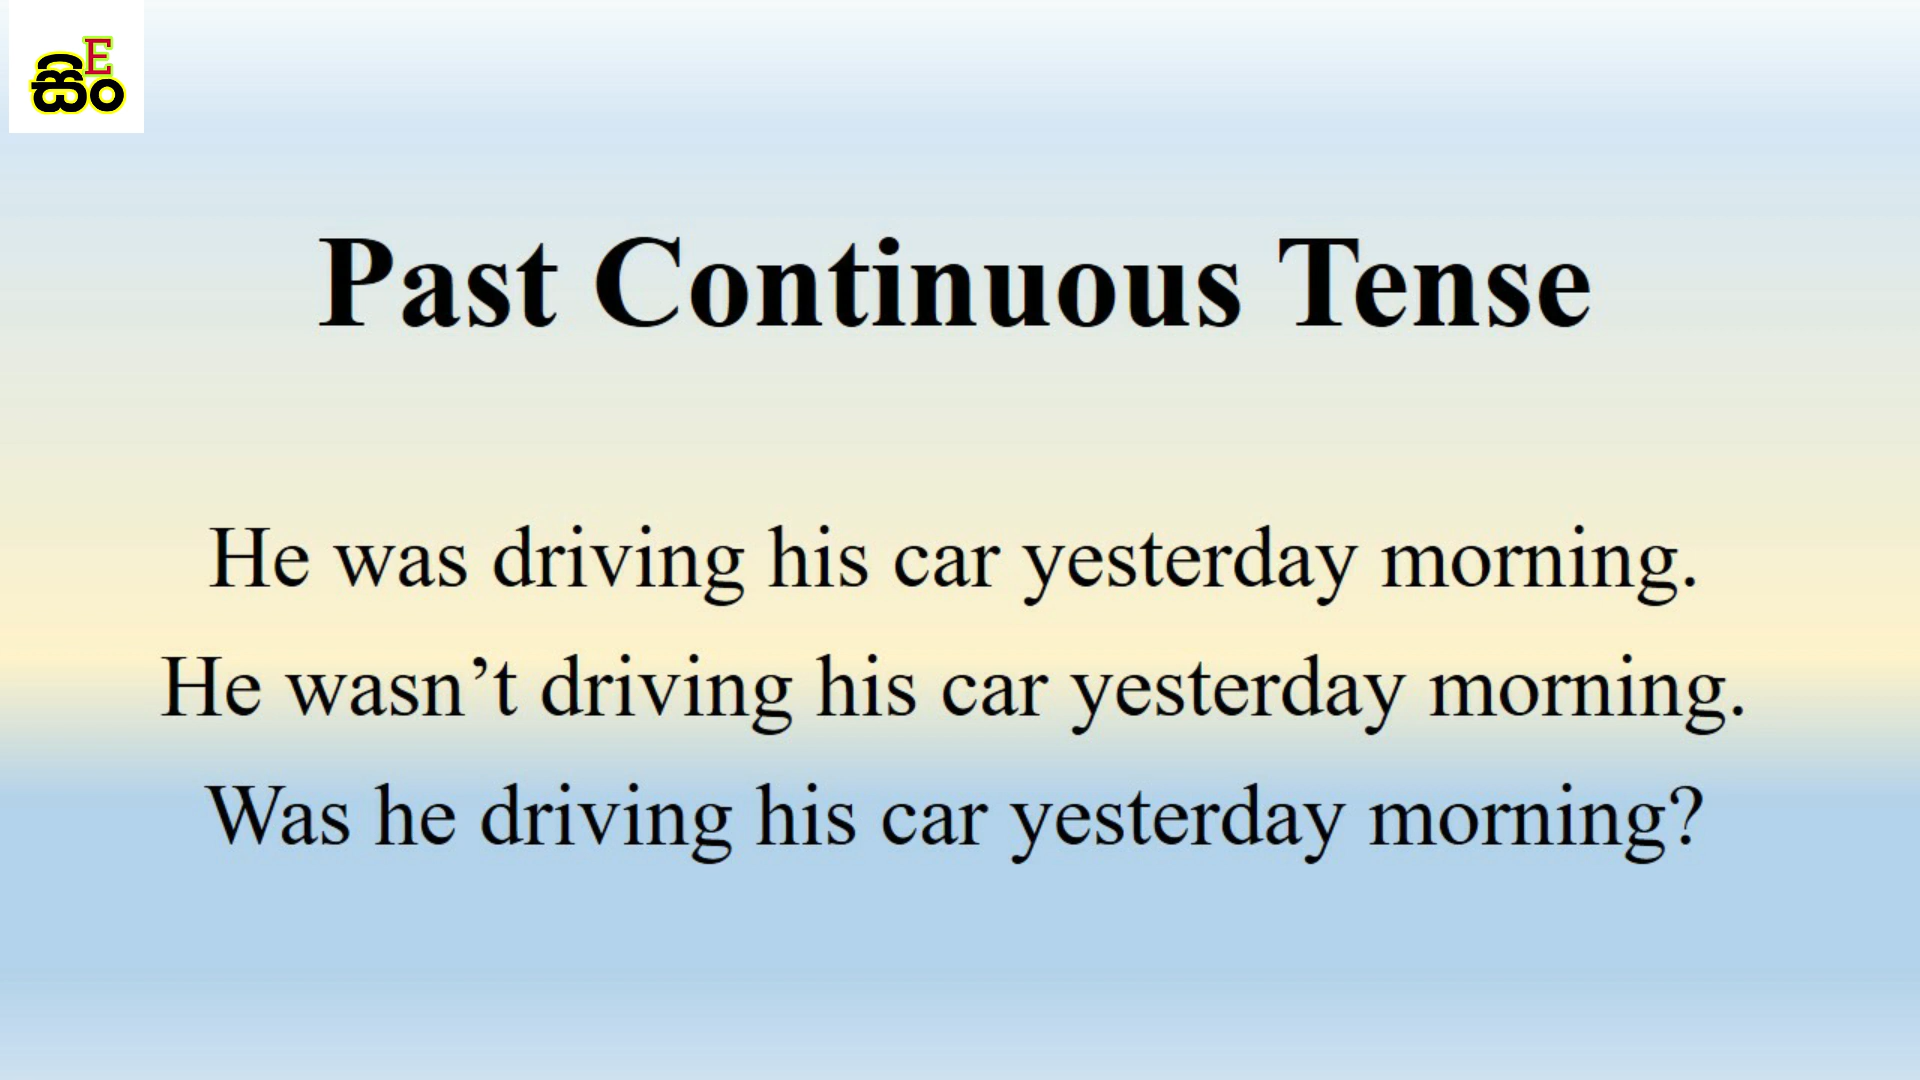 සිංE
Past Continuous Tense
He was driving his car yesterday morning.
He wasn’t driving his car yesterday morning.
Was he driving his car yesterday morning?